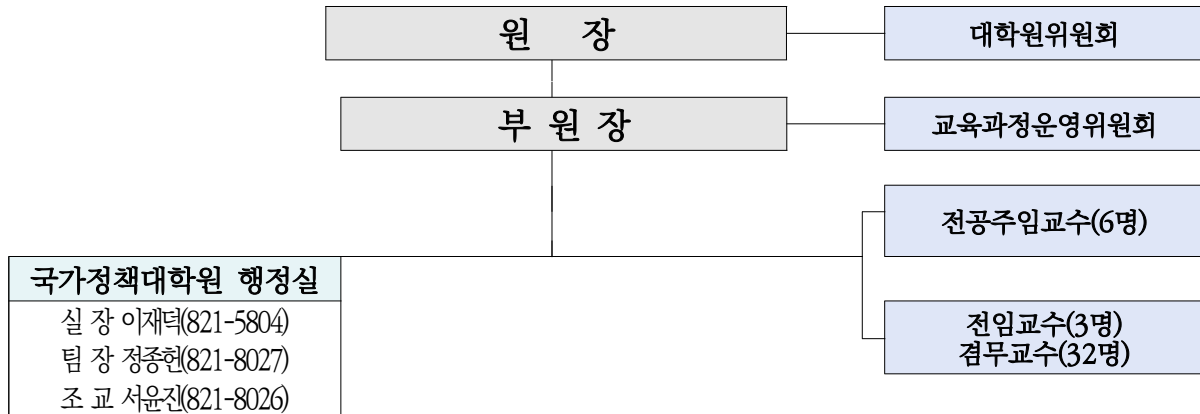 원 장
대학원위원회
부 원 장
교육과정운영위원회
전공주임교수(6명)
국가정책대학원 행정실
실 장 이재덕(821-5804)
팀 장 정종헌(821-8027)
조 교 서윤진(821-8026)
전임교수(3명)
겸무교수(32명)